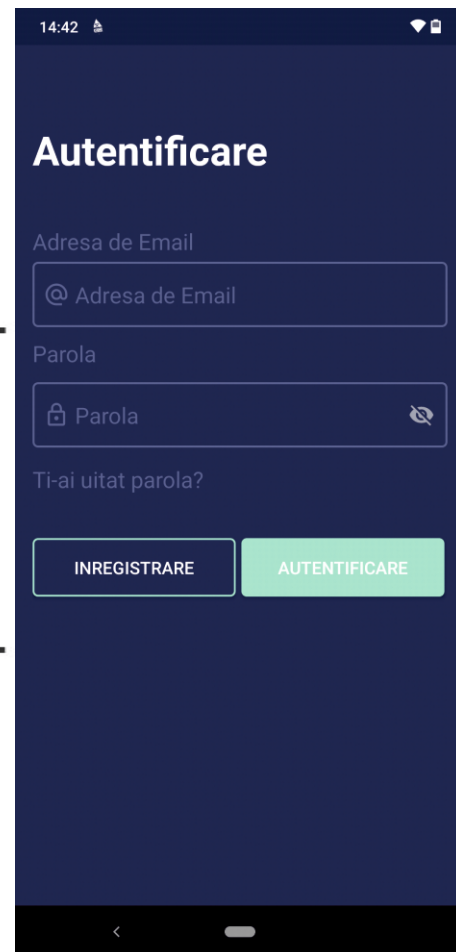 14:42
Autentificare
Adresa de Email
@ Adresa de Email
Parola
Parola
Ti-ai uitat parola?
INREGISTRARE AUTENTIFICARE